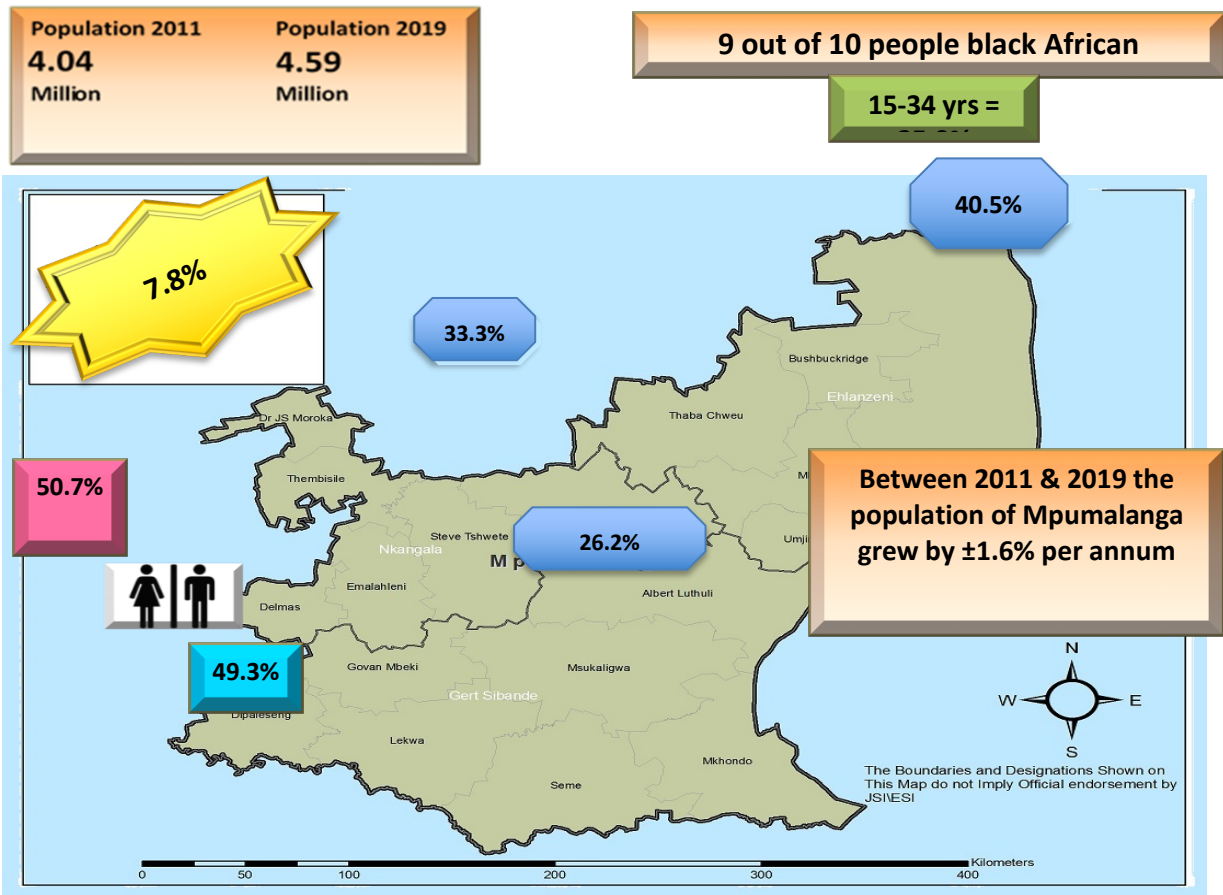 Population 2011
4.04
Million
Population 2019
4.59
Million
9 out of 10 people black African
15-34 yrs =
7.8%
40.5%
33.3%
Bushbuckridge
Ehlanzeni
Thaba Chweu
Dr JS Moroka
Thembisile
50.7%
Between 2011 & 2019 the
population of Mpumalanga
grew by ±1.6% per annum
M
Umji
Steve Tshwete
Nkangala
26.2%
M p
Emalahleni
Albert Luthuli
Delmas
49.3%
Govan Mbeki
Msukaligwa
Gert Sibande
Dipaleseng
Lekwa
Mkhondo
Seme
N
W
E
S
The Boundaries and Designations Shown on
This Map do not Imply Official endorsement by
JSI\ESI
Kilometers
0 50 100 200 300 400